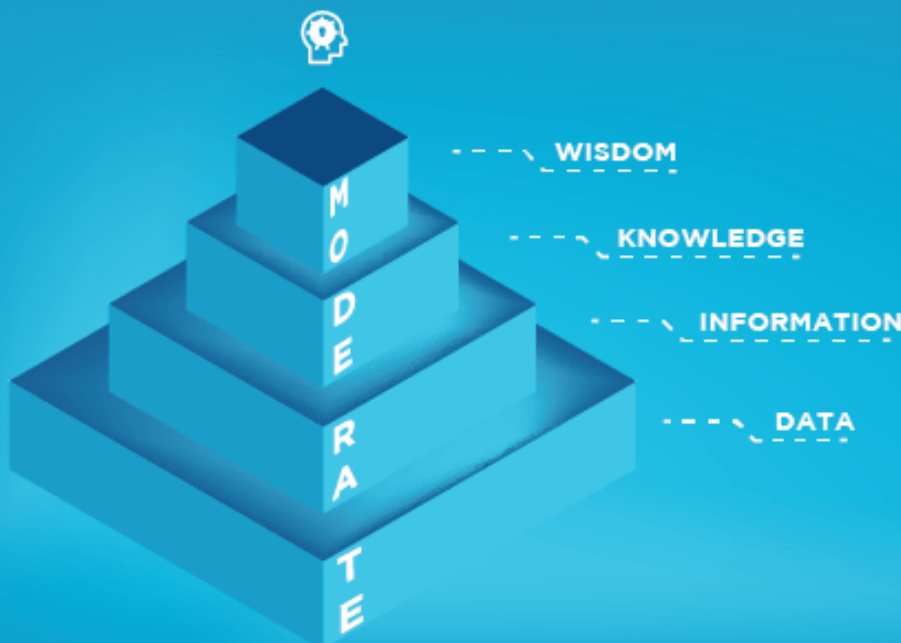 MODERATE
WISDOM
KNOWLEDGE
INFORMATION
DATA